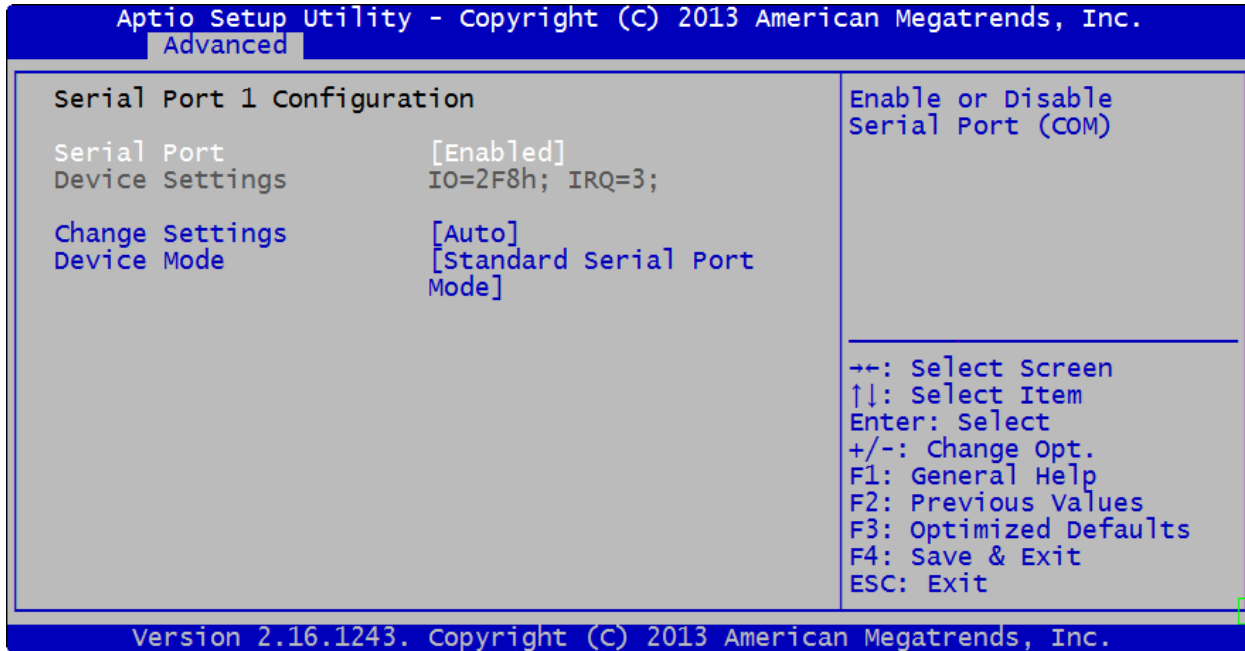 Aptio Setup Utility - Copyright (C) 2013 American Megatrends, Inc.
Advanced
Serial Port 1 Configuration
Serial Port [Enabled]
Device Settings IO=2F8h; IRQ=3;
Change Settings [Auto]
Device Mode [Standard Serial Port
Mode]
Enable or Disable
Serial Port (COM)
→←: Select Screen
↑↓: Select Item
Enter: Select
+/-: Change Opt.
F1: General Help
F2: Previous Values
F3: Optimized Defaults
F4: Save & Exit
ESC: Exit
Version 2.16.1243. Copyright (C) 2013 American Megatrends, Inc.